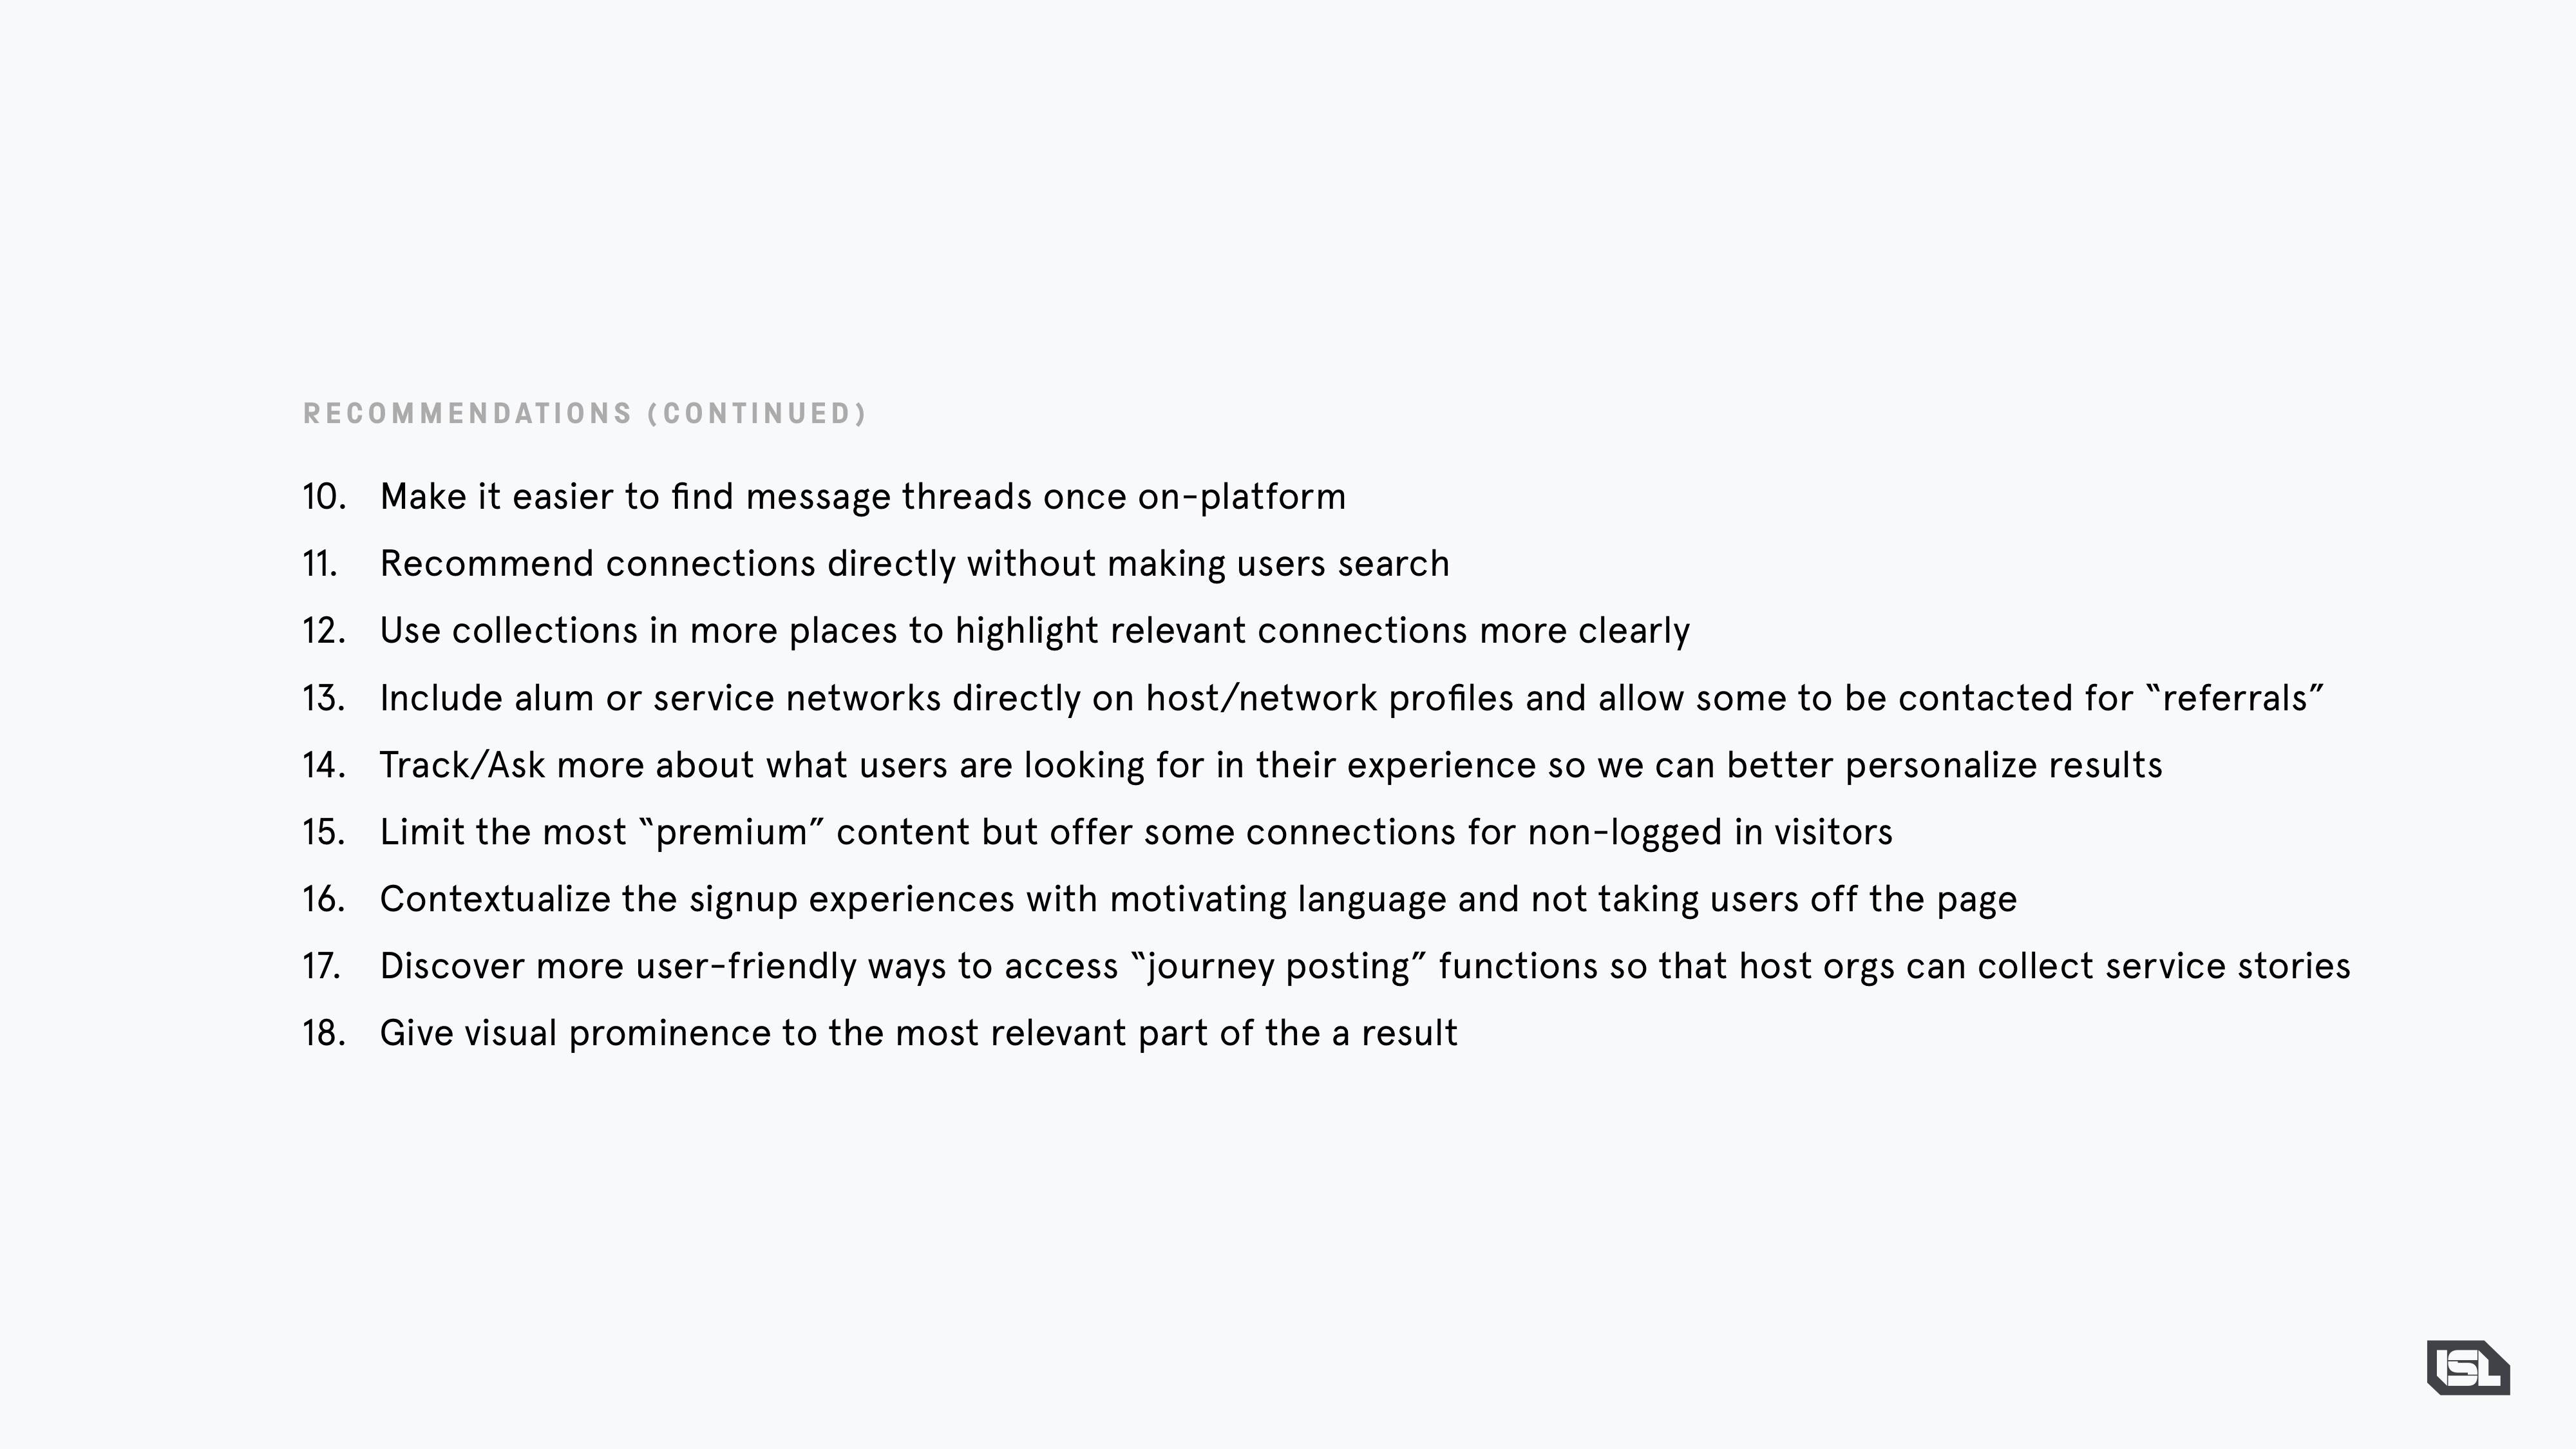 RECOMMENDATIONS (CONTINUED)
10. Make it easier to find message threads once on-platform
11. Recommend connections directly without making users search
12. Use collections in more places to highlight relevant connections more clearly
13. Include alum or service networks directly on host/network profiles and allow some to be contacted for “referrals”
14. Track/Ask more about what users are looking for in their experience so we can better personalize results
15. Limit the most “premium” content but offer some connections for non-logged in visitors
16. Contextualize the signup experiences with motivating language and not taking users off the page
17. Discover more user-friendly ways to access “journey posting” functions so that host orgs can collect service stories
18. Give visual prominence to the most relevant part of the a result
ISL